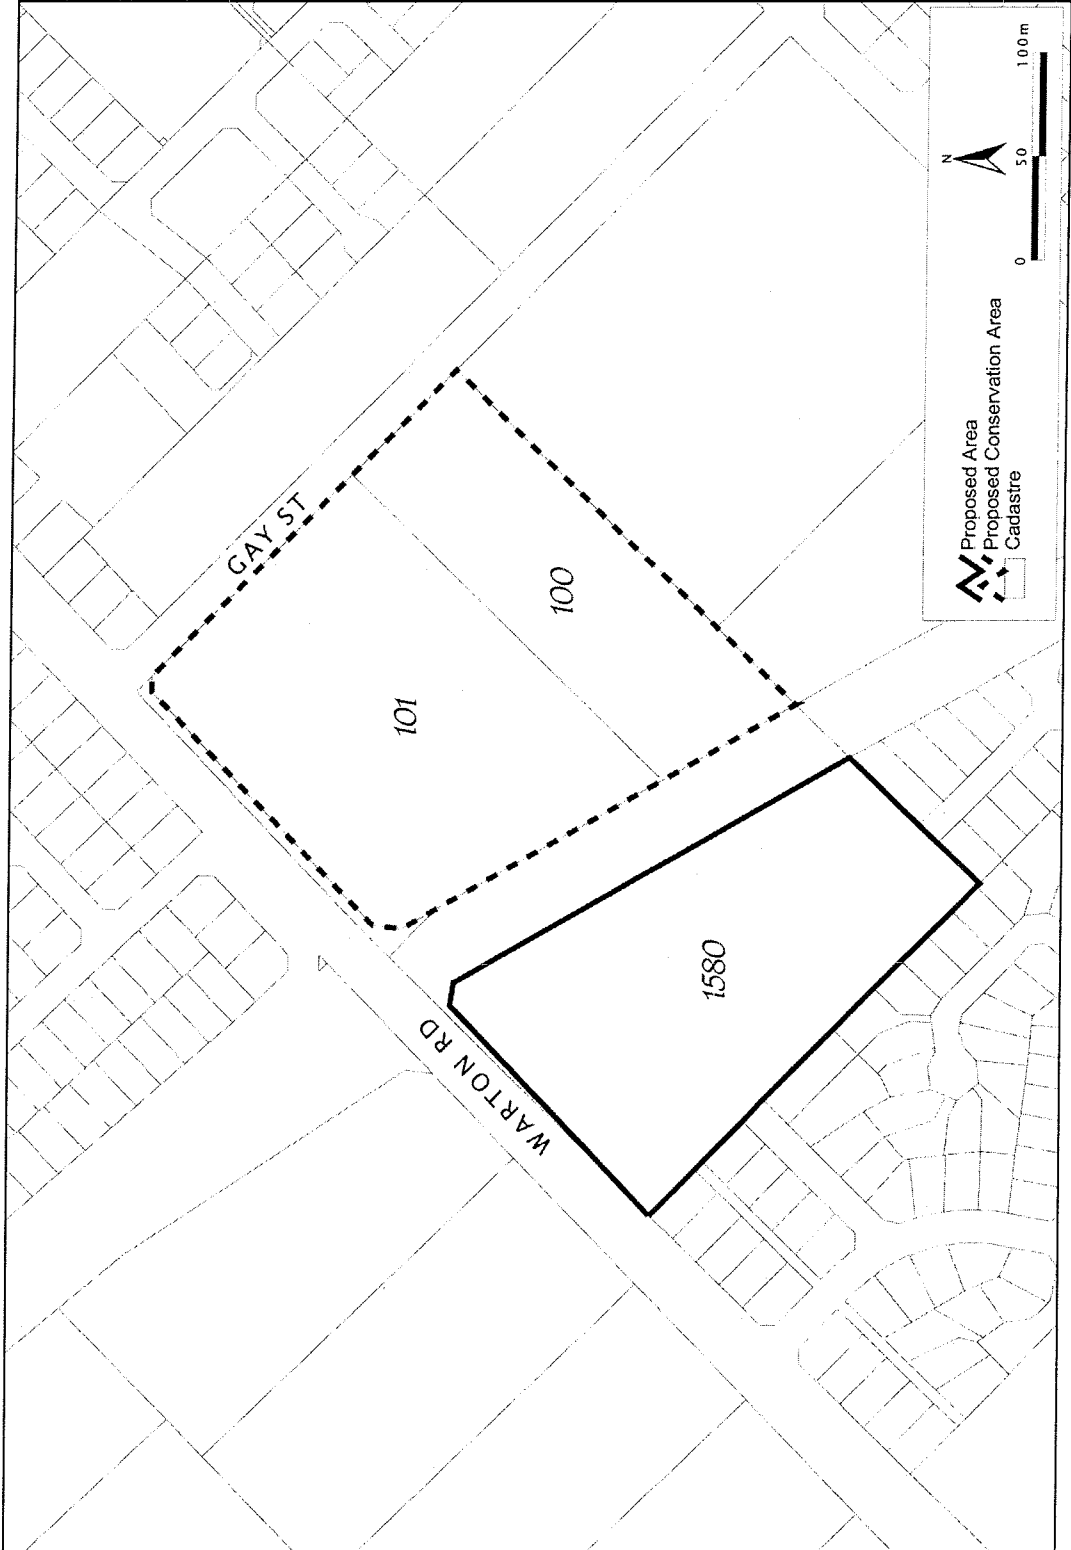 GAY ST
101
100
WARTON RD
1580
Proposed Area
Proposed Conservation Area
Cadastre
N
0 50 100m